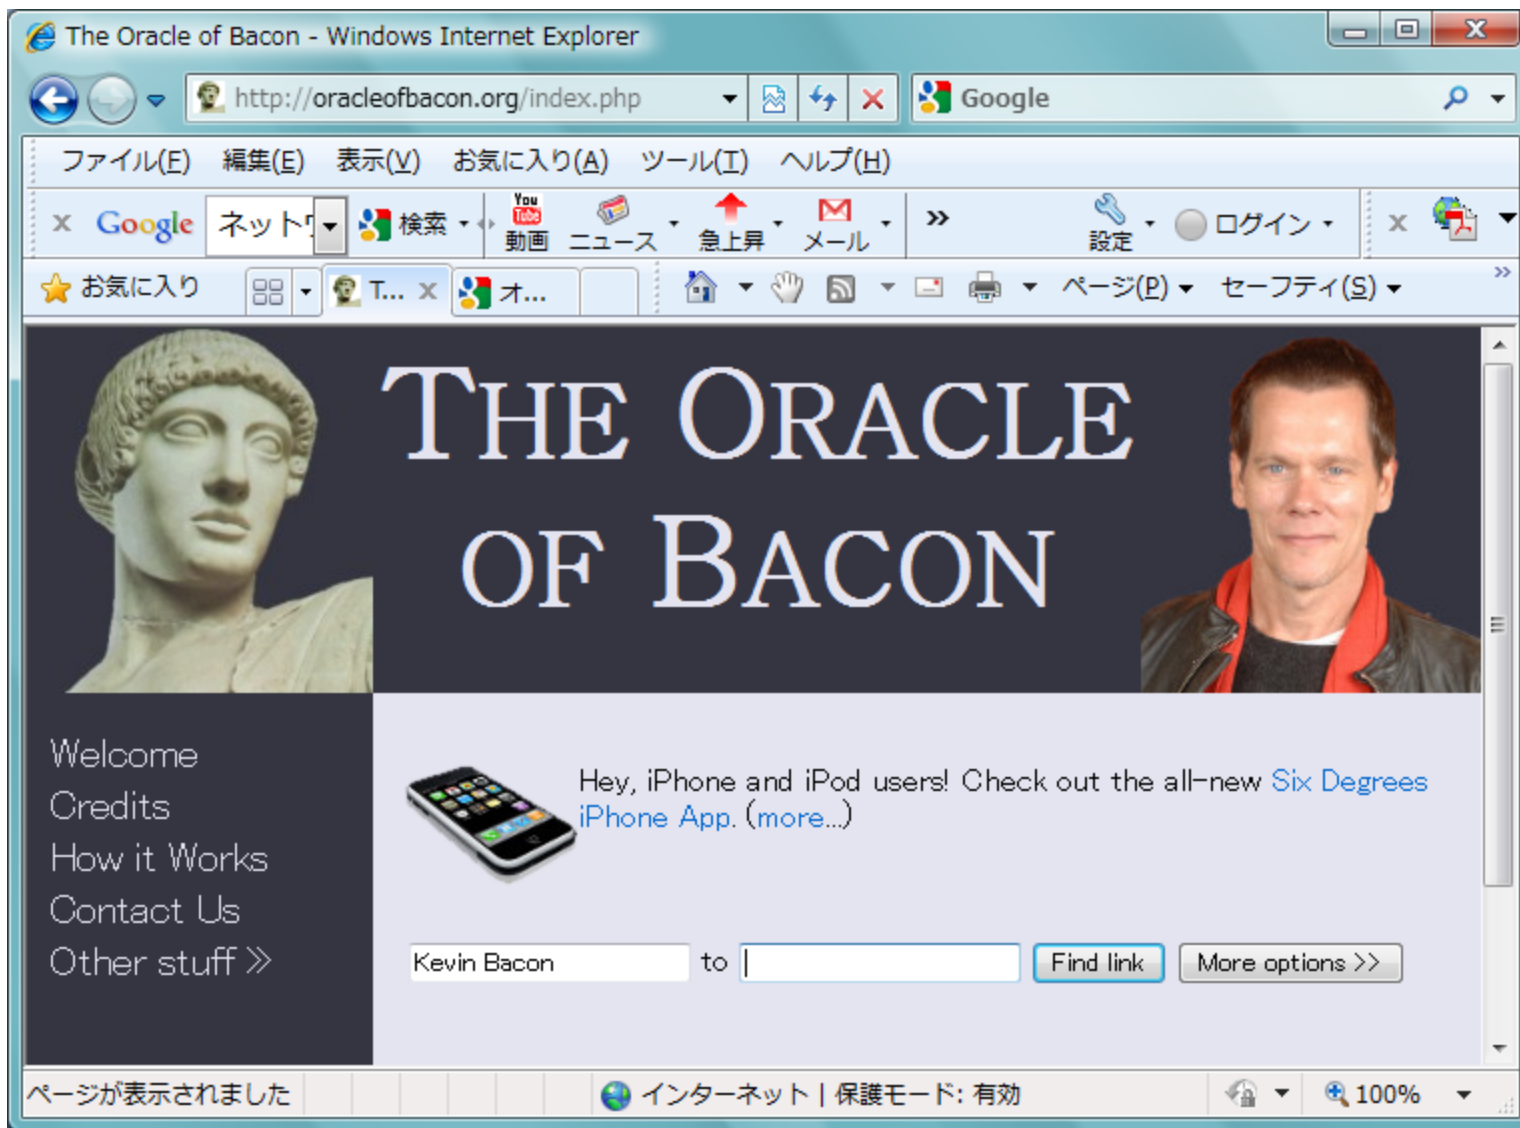 The Oracle of Bacon - Windows Internet Explorer
http://oracleofbacon.org/index.php Google
ファイル(F) 編集(E) 表示(V) お気に入り(A) ツール(T) ヘルプ(H)
x Google ネット 検索 You Tube 動画 ニュース 急上昇 メール » 設定 ログイン x
お気に入り T... x オ... ページ(P) セーフティ(S) »
THE ORACLE
OF BACON
Welcome
Credits
How it Works
Contact Us
Other stuff ≫
Hey, iPhone and iPod users! Check out the all-new Six Degrees
iPhone App. (more...)
Kevin Bacon to Find link More options >>
ページが表示されました インターネット | 保護モード: 有効 100%